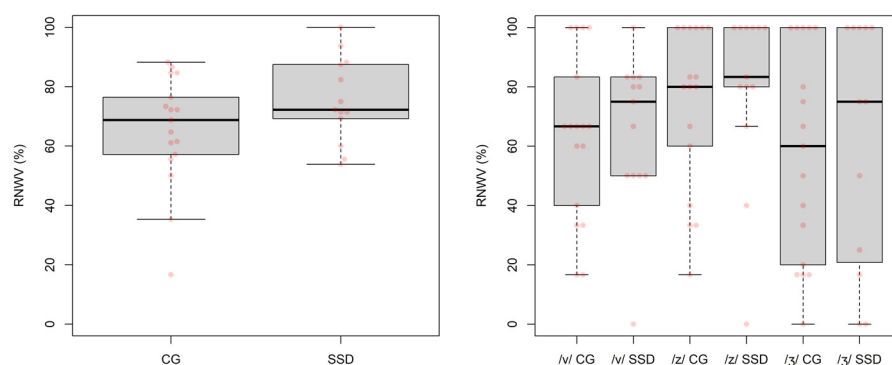 RNWV (%)
0
20
40
60
80
100
CG
SSD
RNWV (%)
0
20
40
60
80
100
/v/ CG
/v/ SSD
/z/ CG
/z/ SSD
/ʒ/ CG
/ʒ/ SSD